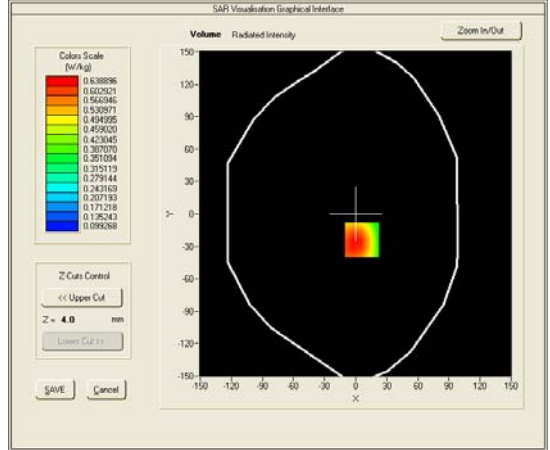 SAR Visualisation Graphical Interface
Volume Radiated Intensity
Zoom In/Out
Colors Scale
(W/kg)
0.638896
0.602921
0.566946
0.530971
0.494995
0.459020
0.423045
0.387070
0.351094
0.315119
0.279144
0.243169
0.207193
0.171218
0.135243
0.099268
Z-Cuts Control
<< Upper Cut
Z = 4.0 mm
Lower Cut >>
SAVE
Cancel
150
120
90
60
30
0
-30
-60
-90
-120
-150
Y
-150 -120 -90 -60 -30 0 30 60 90 120 150
X